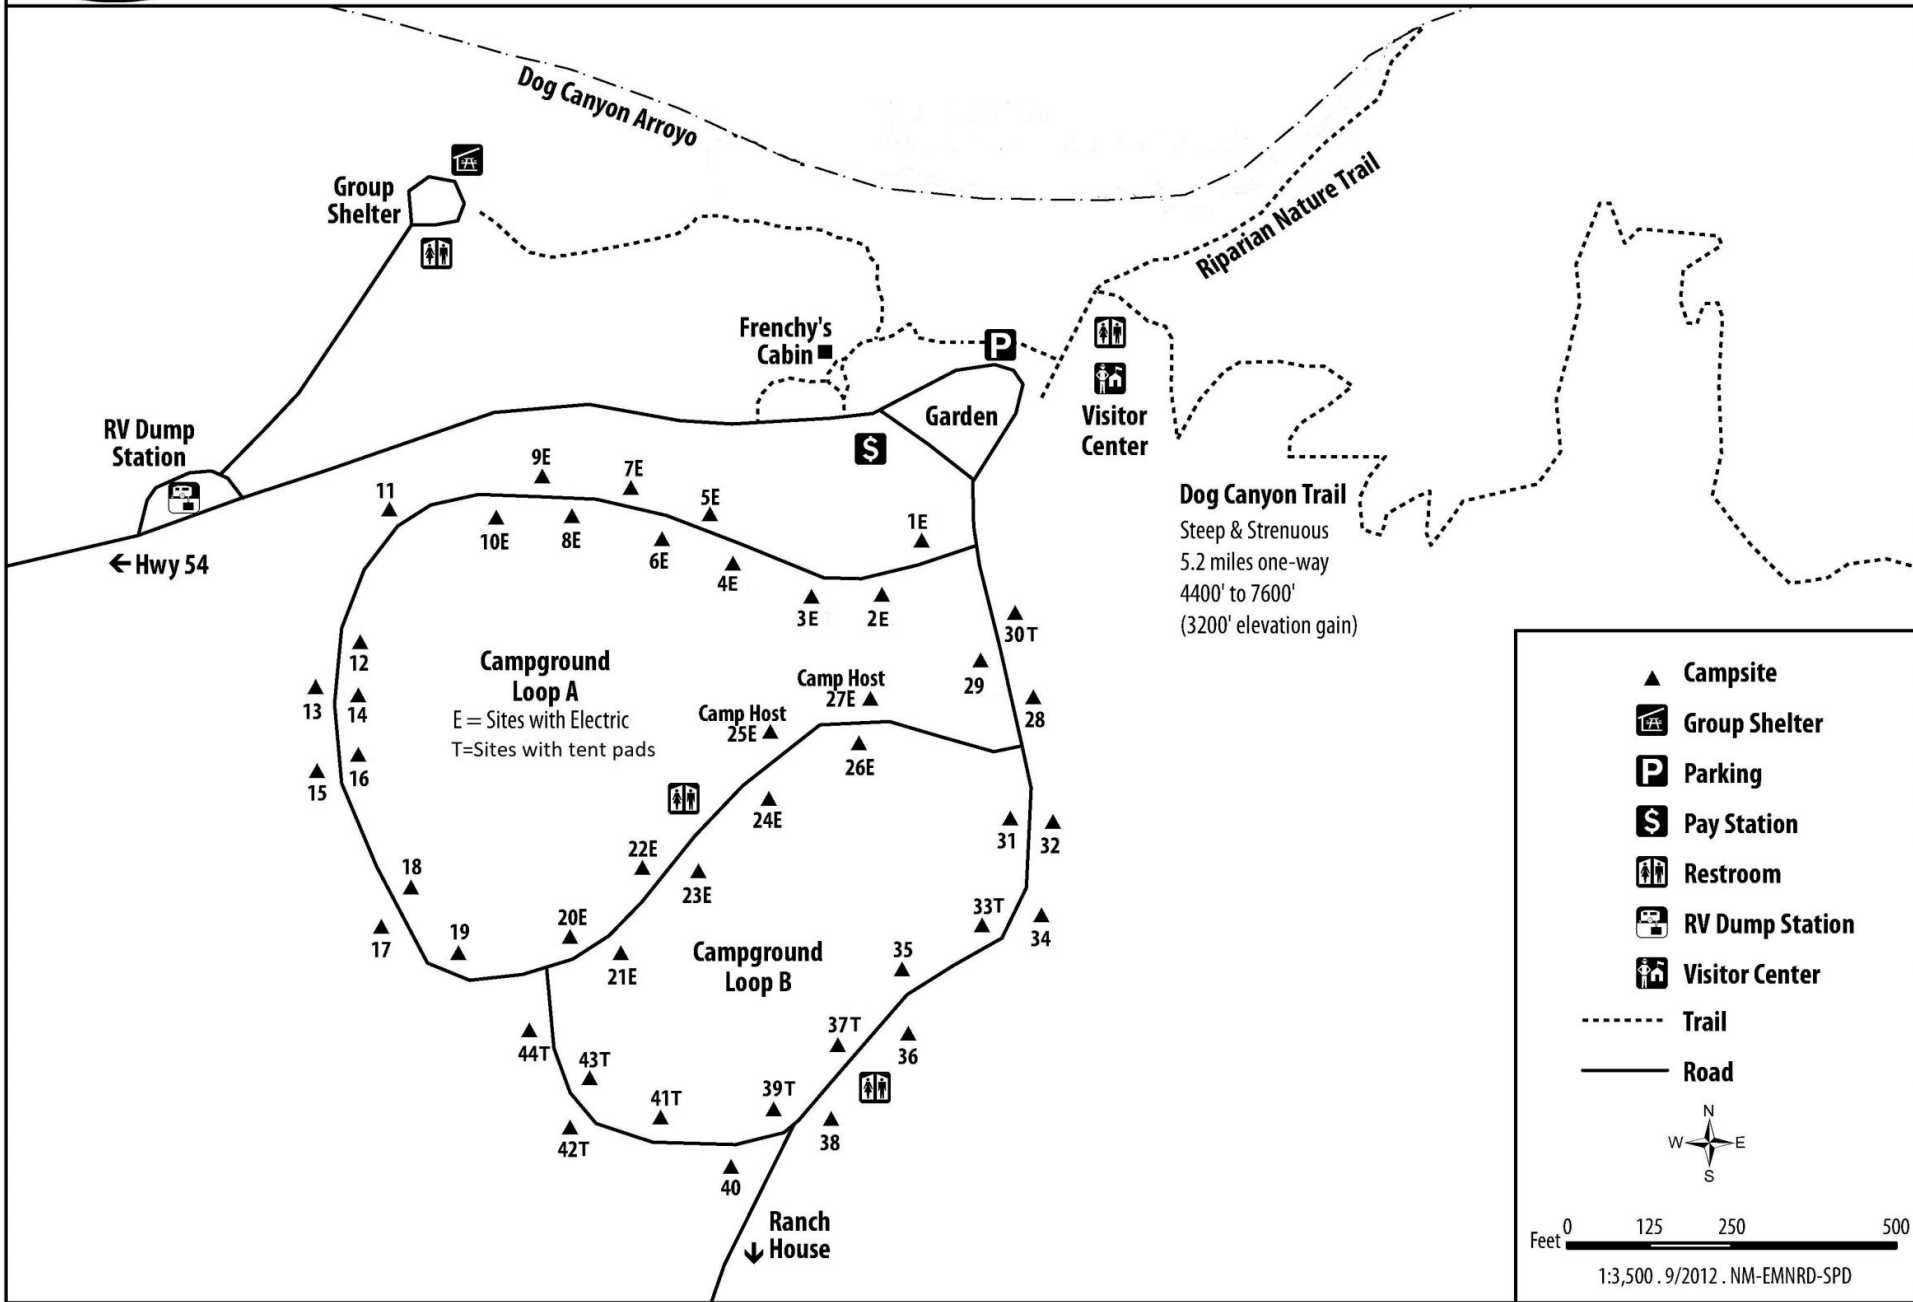 Dog Canyon Arroyo
Group
Shelter
Riparian Nature Trail
Frenchy's
Cabin
P
Garden
Visitor
Center
$
RV Dump
Station
← Hwy 54
Dog Canyon Trail
Steep & Strenuous
5.2 miles one-way
4400' to 7600'
(3200' elevation gain)
11
9E
7E
5E
1E
10E
8E
6E
4E
3E
2E
30T
29
28
12
13
14
15
16
Campground
Loop A
E = Sites with Electric
T=Sites with tent pads
Camp Host
27E
Camp Host
25E
26E
24E
22E
23E
31
32
18
17
19
20E
21E
Campground
Loop B
33T
34
35
36
37T
44T
43T
42T
41T
39T
38
40
Ranch
House
Campsite
Group Shelter
P Parking
$ Pay Station
Restroom
RV Dump Station
Visitor Center
Trail
Road
N
W E
S
Feet 0 125 250 500
1:3,500 . 9/2012 . NM-EMNRD-SPD